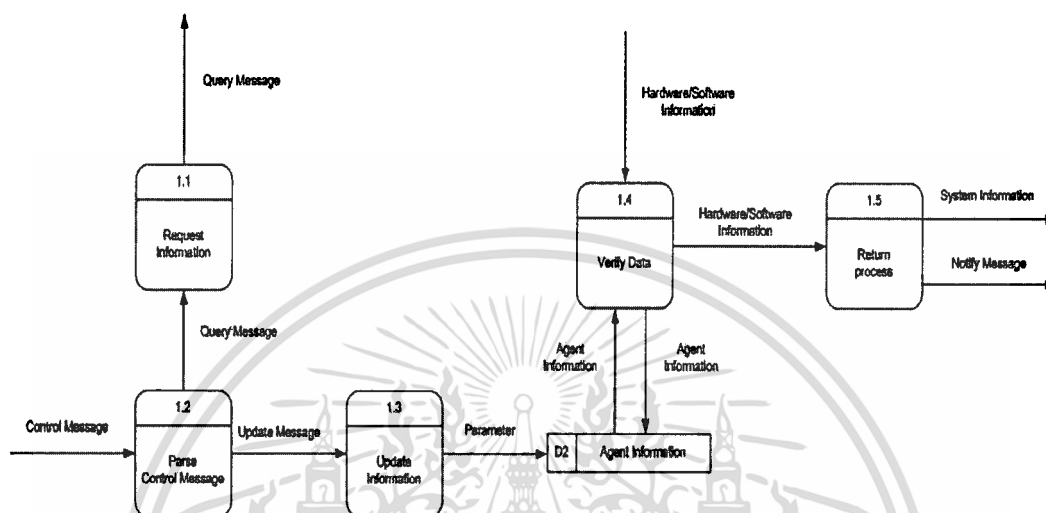 Query Message
Hardware/Software
Information
1.1
Request
Information
1.4
Verify Data
Hardware/Software
Information
1.5
Return
process
System Information
Notify Message
Query Message
Agent
Information
Agent
Information
Control Message
1.2
Parse
Control Message
Update Message
1.3
Update
Information
Parameter
D2
Agent Information